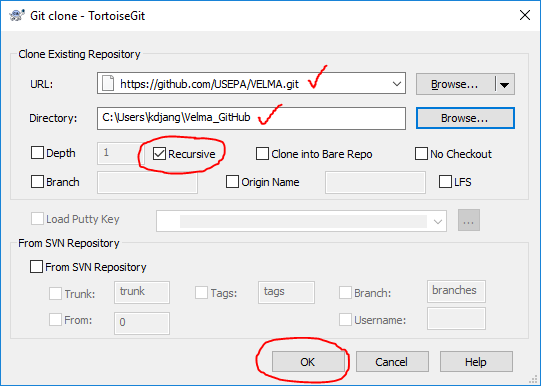 Git clone - TortoiseGit
Clone Existing Repository
URL: https://github.com/USEPA/VELMA.git Browse...
Directory: C:\Users\kdjang\Velma_GitHub Browse...
Depth 1 Recursive Clone into Bare Repo No Checkout
Branch Origin Name LFS
Load Putty Key ...
From SVN Repository
From SVN Repository
Trunk: trunk Tags: tags Branch: branches
From: 0 Username:
OK Cancel Help